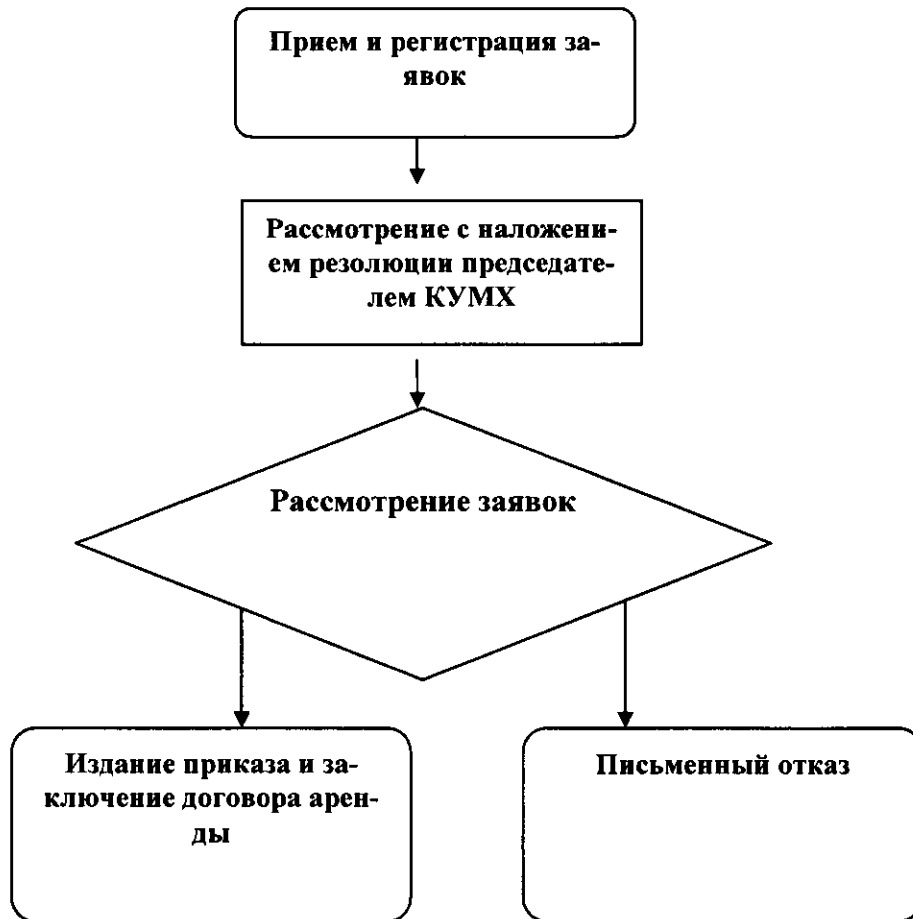 Прием и регистрация за-
явок
Рассмотрение с наложени-
ем резолюции председате-
лем КУМХ
Рассмотрение заявок
Издание приказа и за-
ключение договора арен-
ды
Письменный отказ